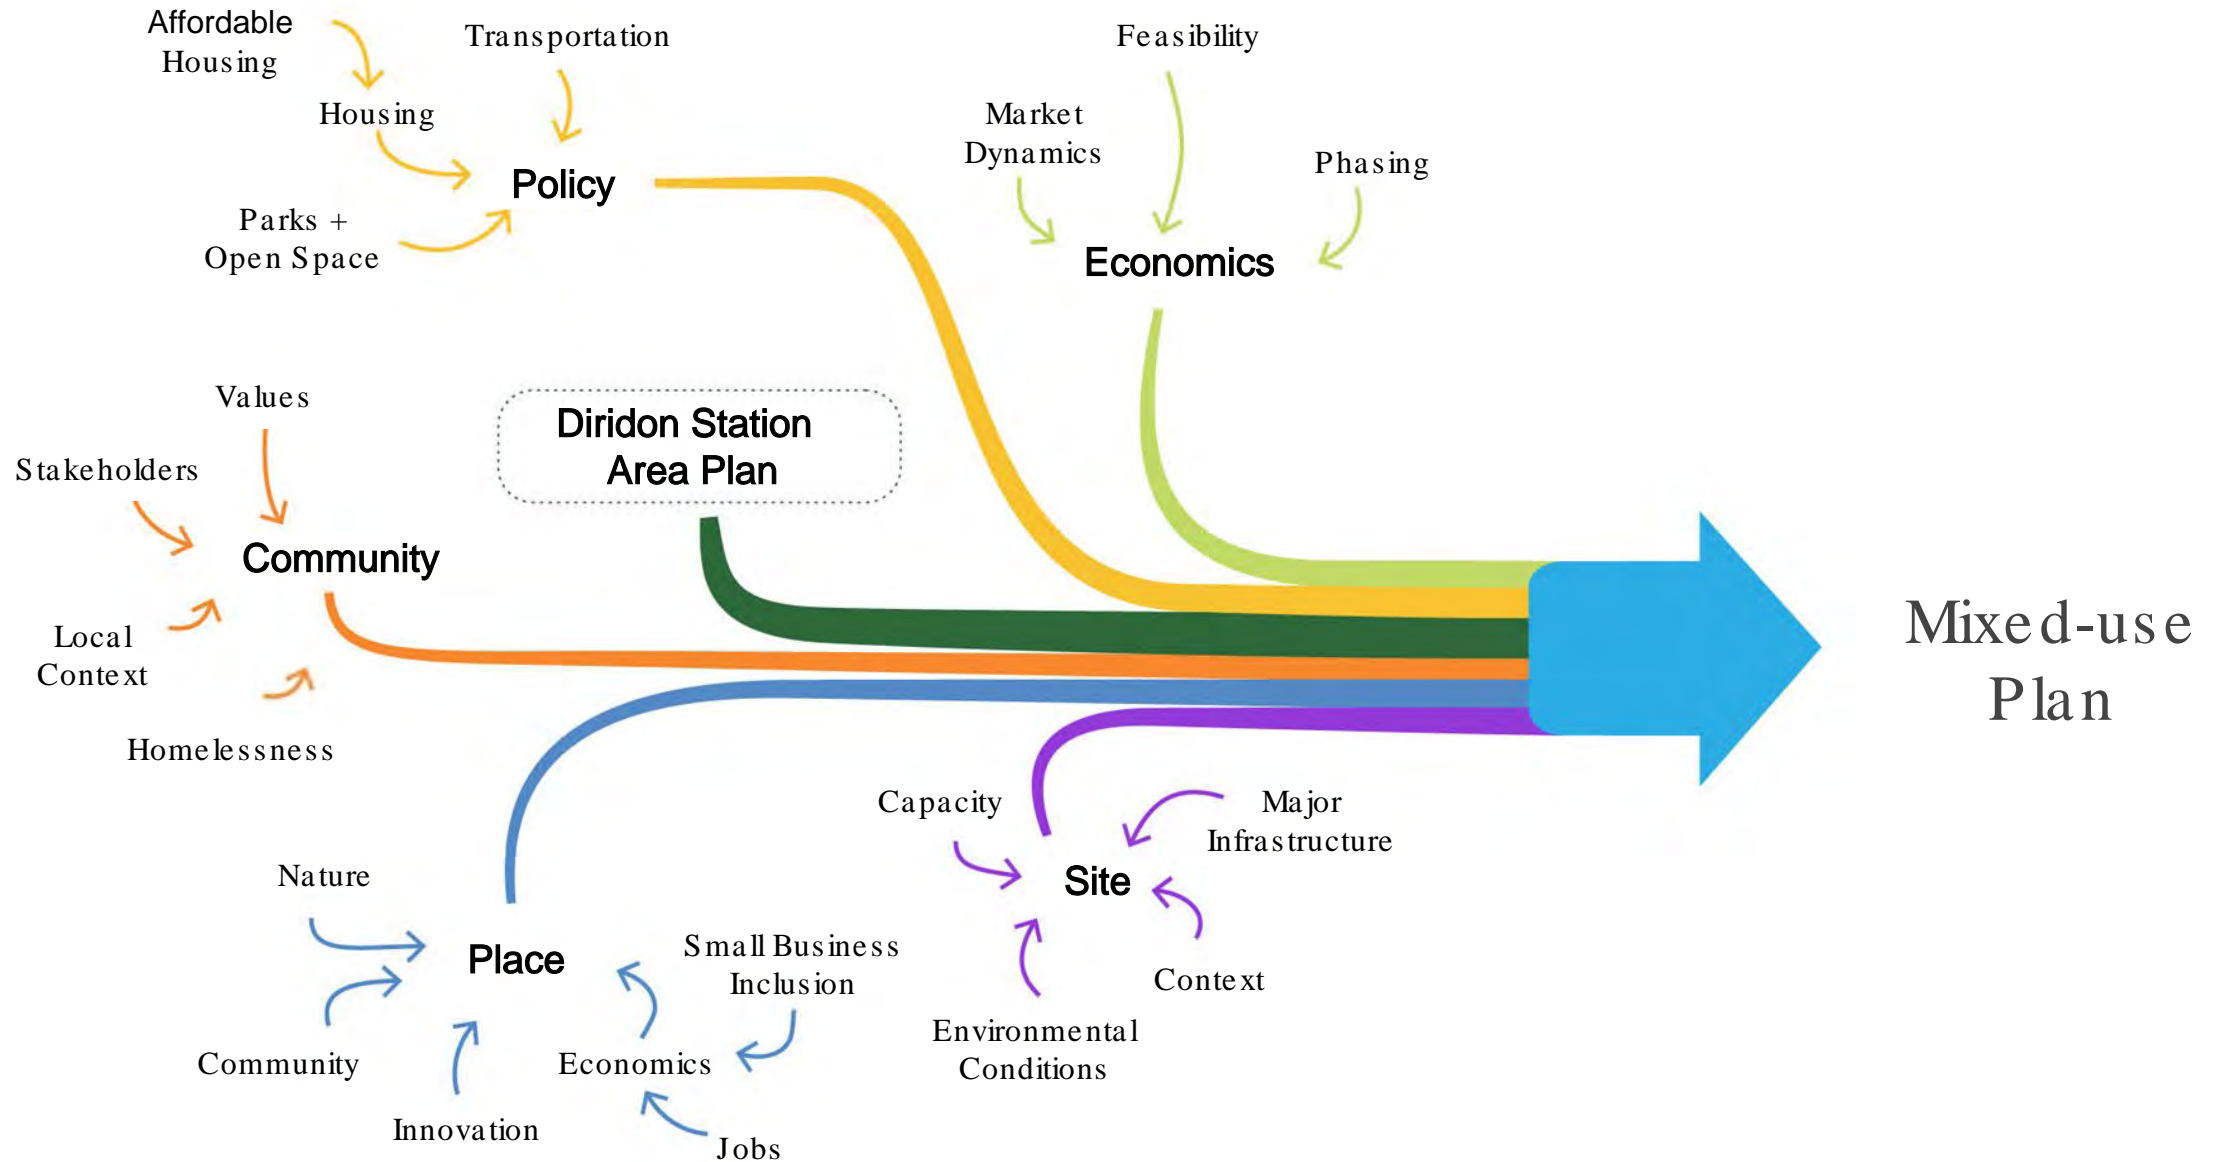 Affordable
Housing
Transportation
Housing
Policy
Parks +
Open Space
Feasibility
Market
Dynamics
Phasing
Economics
Values
Stakeholders
Community
Local
Context
Homelessness
Diridon Station
Area Plan
Mixed-use
Plan
Nature
Place
Small Business
Inclusion
Community
Economics
Innovation
Jobs
Capacity
Major
Infrastructure
Site
Context
Environmental
Conditions